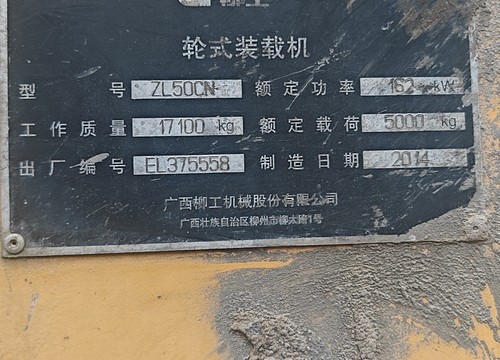 柳工
轮式装载机
型 号 ZL50CN 额定功率 162 kW
工作质量 17100 kg 额定载荷 5000 kg
出厂编号 EL375558 制造日期 2014
广西柳工机械股份有限公司
广西壮族自治区柳州市柳太路1号